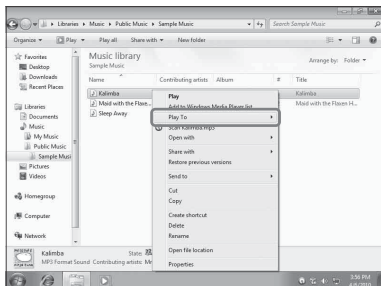 Libraries ▸ Music ▸ Public Music ▸ Sample Music
Search Sample Music
Organize Play Play all Share with New folder
Favorites
Desktop
Downloads
Recent Places
Libraries
Documents
Music
My Music
Public Music
Sample Musi
Pictures
Videos
Homegroup
Computer
Network
Music library
Sample Music
Arrange by: Folder
Name Contributing artists Album # Title
Kalimba Kalimba
Maid with the Flaxe... Maid with the Flaxen H...
Sleep Away
Play
Add to Windows Media Player list
Play To
Scan Kalimba.mp3
Open with
Share with
Restore previous versions
Send to
Cut
Copy
Create shortcut
Delete
Rename
Open file location
Properties
Kalimba State:
MP3 Format Sound Contributing artists: Mr
3:56 PM